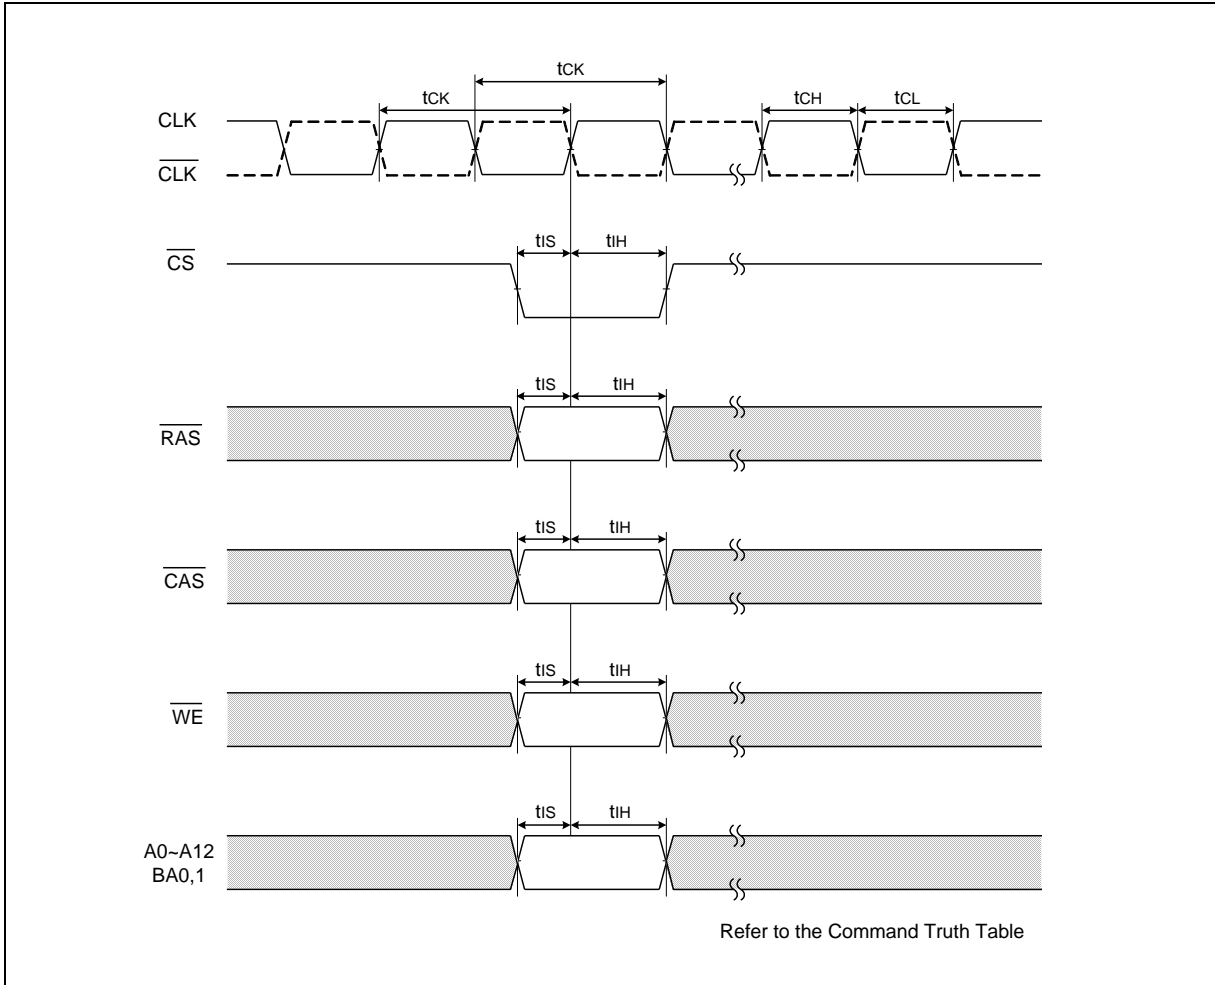 tCK
tCK
tCH
tCL
CLK
CLK
tIS
tIH
CS
tIS
tIH
RAS
tIS
tIH
CAS
tIS
tIH
WE
tIS
tIH
A0~A12
BA0,1
Refer to the Command Truth Table